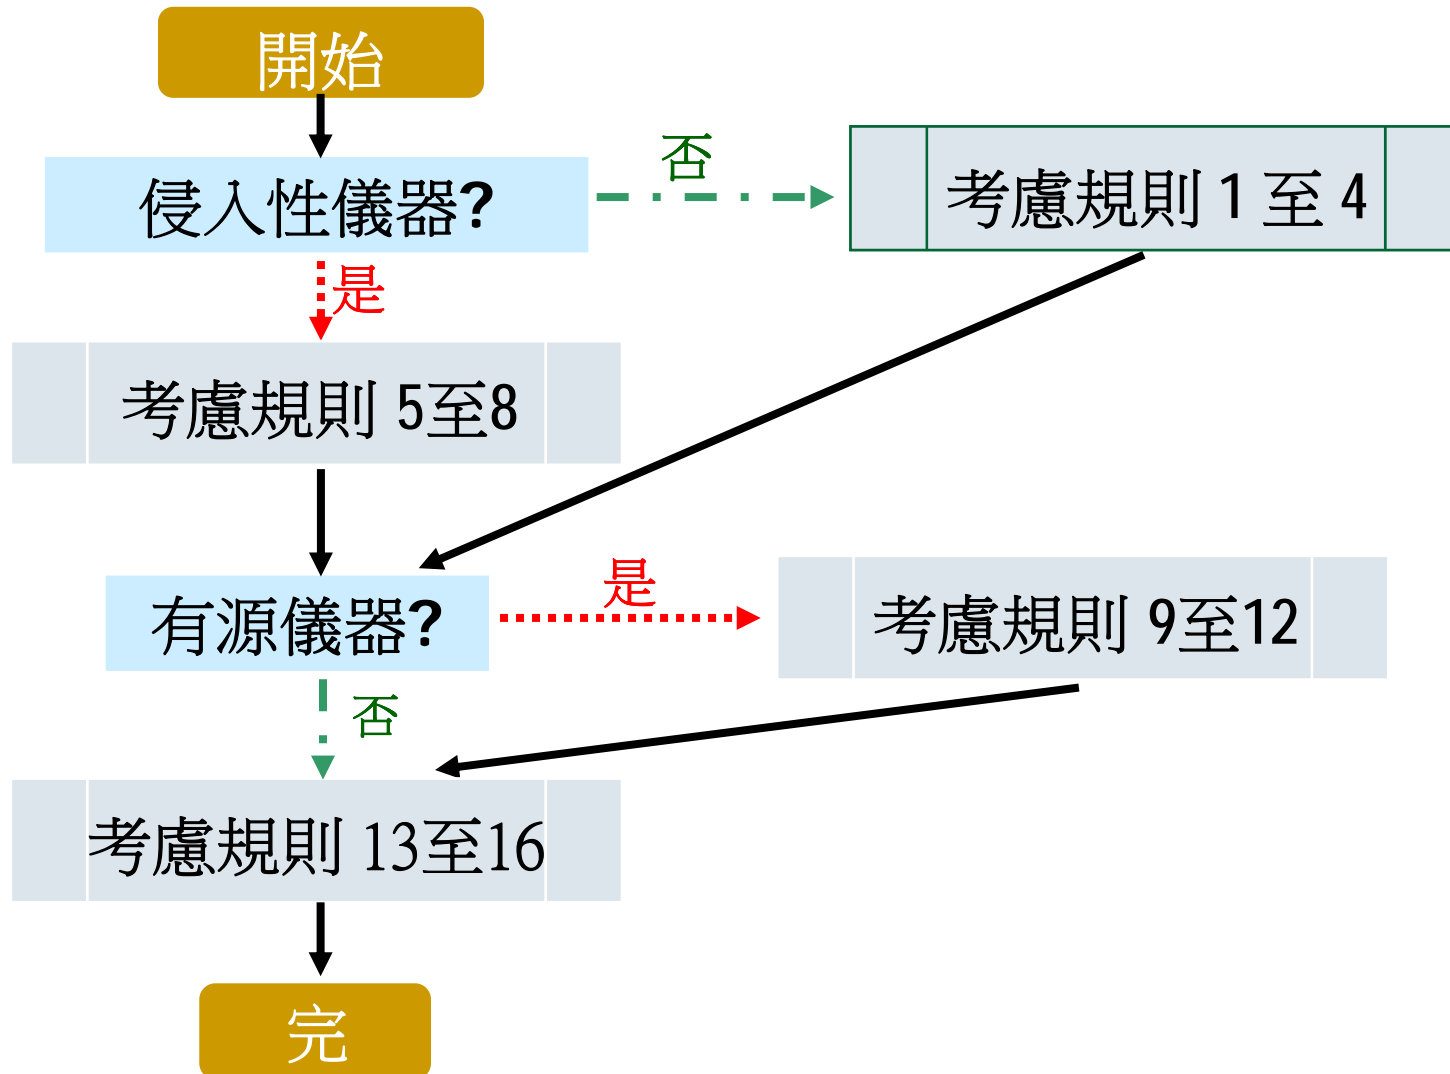 開始
侵入性儀器?
否
考慮規則 1 至 4
是
考慮規則 5至8
有源儀器?
是
考慮規則 9至12
否
考慮規則 13至16
完